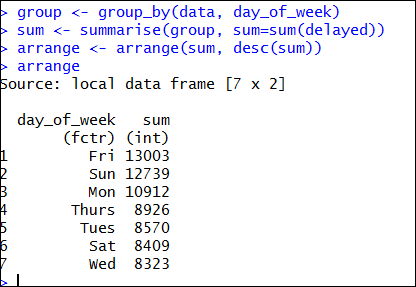 > group <- group_by(data, day_of_week)
> sum <- summarise(group, sum=sum(delayed))
> arrange <- arrange(sum, desc(sum))
> arrange
Source: local data frame [7 x 2]
day_of_week sum
(fctr) (int)
1 Fri 13003
2 Sun 12739
3 Mon 10912
4 Thurs 8926
5 Tues 8570
6 Sat 8409
7 Wed 8323
>